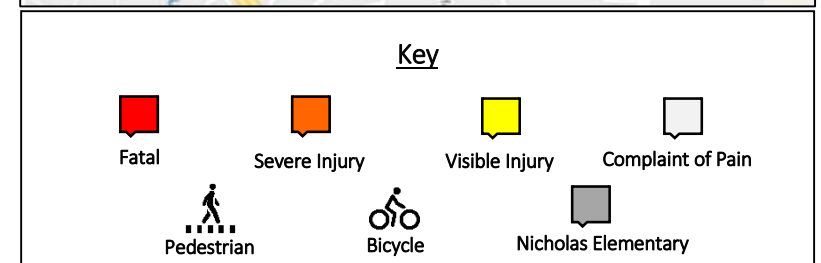 Key
Fatal
Severe Injury
Visible Injury
Complaint of Pain
Pedestrian
Bicycle
Nicholas Elementary